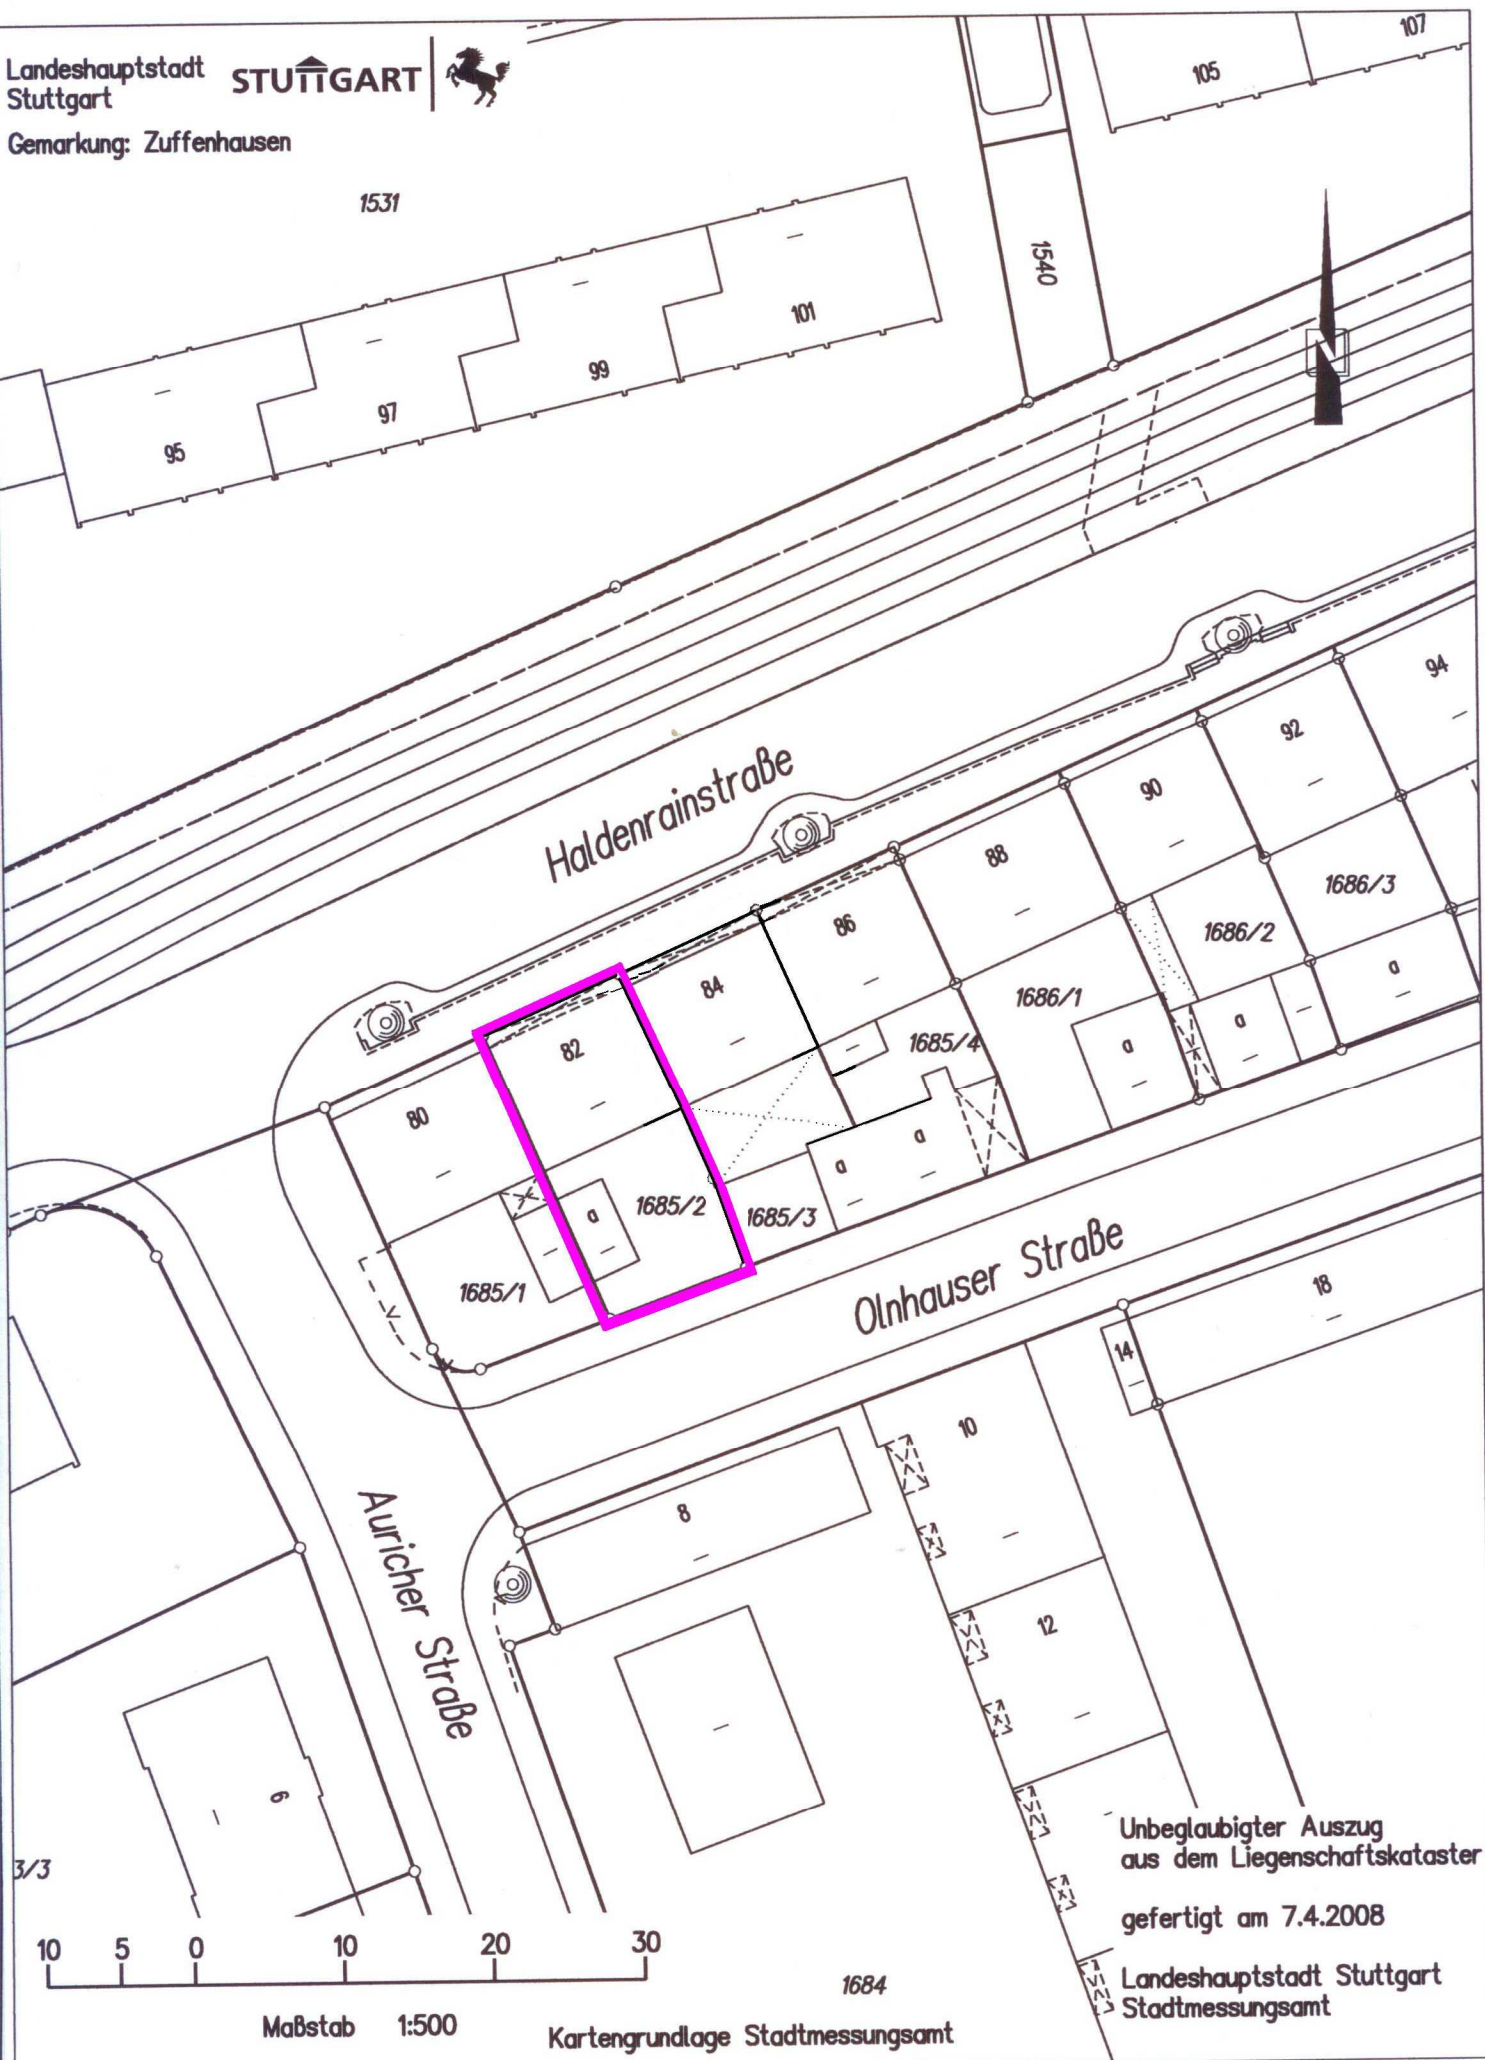 Landeshauptstadt
Stuttgart
STUTTGART
Gemarkung: Zuffenhausen
107
105
1531
1540
101
99
97
95
94
92
90
88
86
84
82
80
Haldenrainstraße
1686/3
1686/2
1686/1
1685/4
1685/3
1685/2
1685/1
a
a
a
a
a
a
Olnhauser Straße
18
14
10
8
12
Auricher Straße
6
3/3
Unbeglaubigter Auszug
aus dem Liegenschaftskataster
gefertigt am 7.4.2008
Landeshauptstadt Stuttgart
Stadtmessungsamt
10 5 0 10 20 30
1684
Maßstab 1:500
Kartengrundlage Stadtmessungsamt